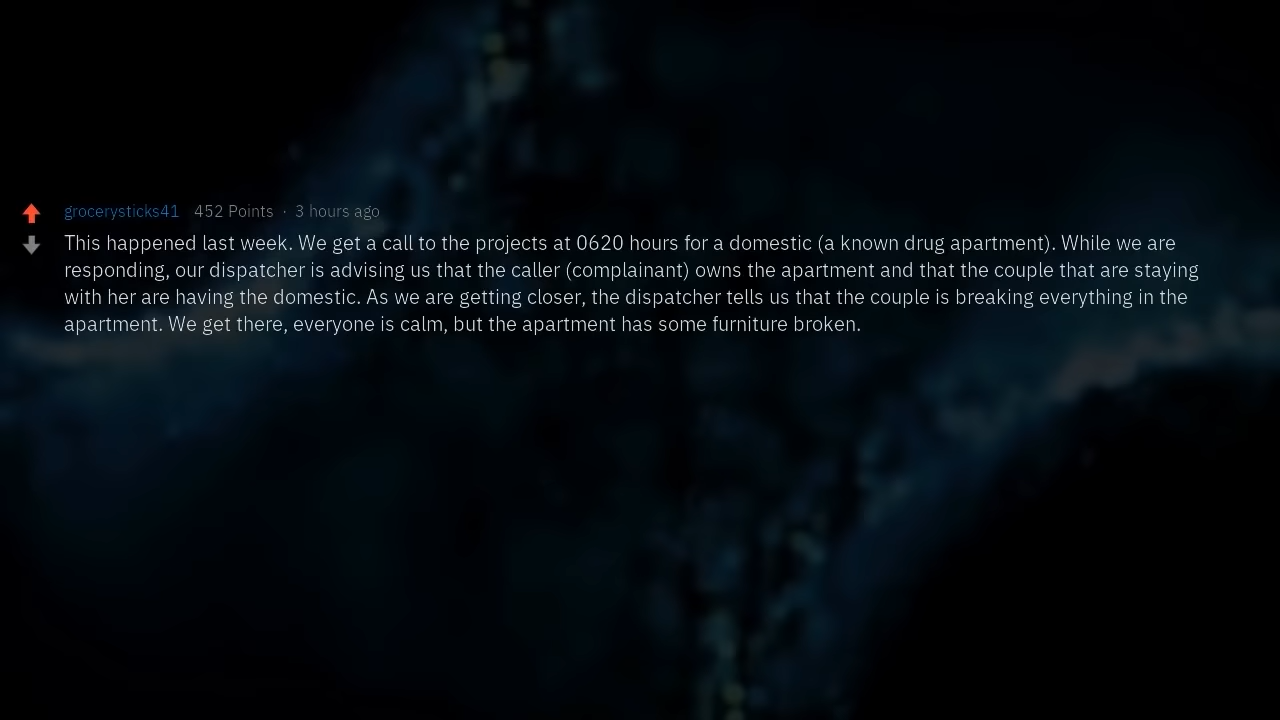 grocerysticks41 452 Points · 3 hours ago
This happened last week. We get a call to the projects at 0620 hours for a domestic (a known drug apartment). While we are
responding, our dispatcher is advising us that the caller (complainant) owns the apartment and that the couple that are staying
with her are having the domestic. As we are getting closer, the dispatcher tells us that the couple is breaking everything in the
apartment. We get there, everyone is calm, but the apartment has some furniture broken.